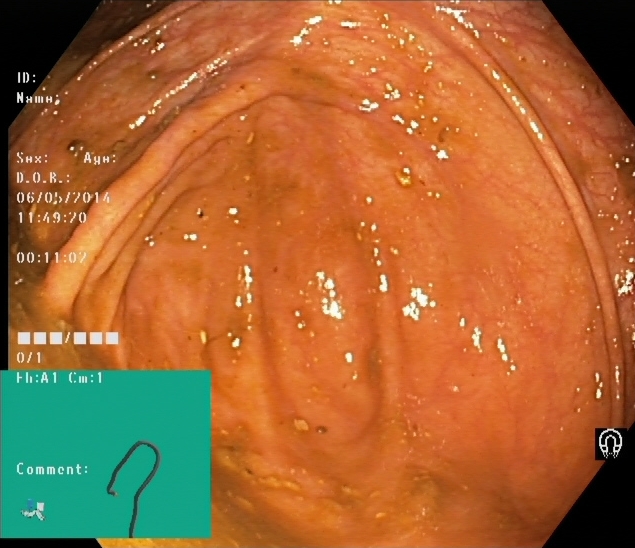 ID:
Name:
Sex: Age:
D.O.B.:
06/05/2014
11:49:20
00:11:02
■■■/■■■
0/1
Eh:A1 Cm:1
Comment: